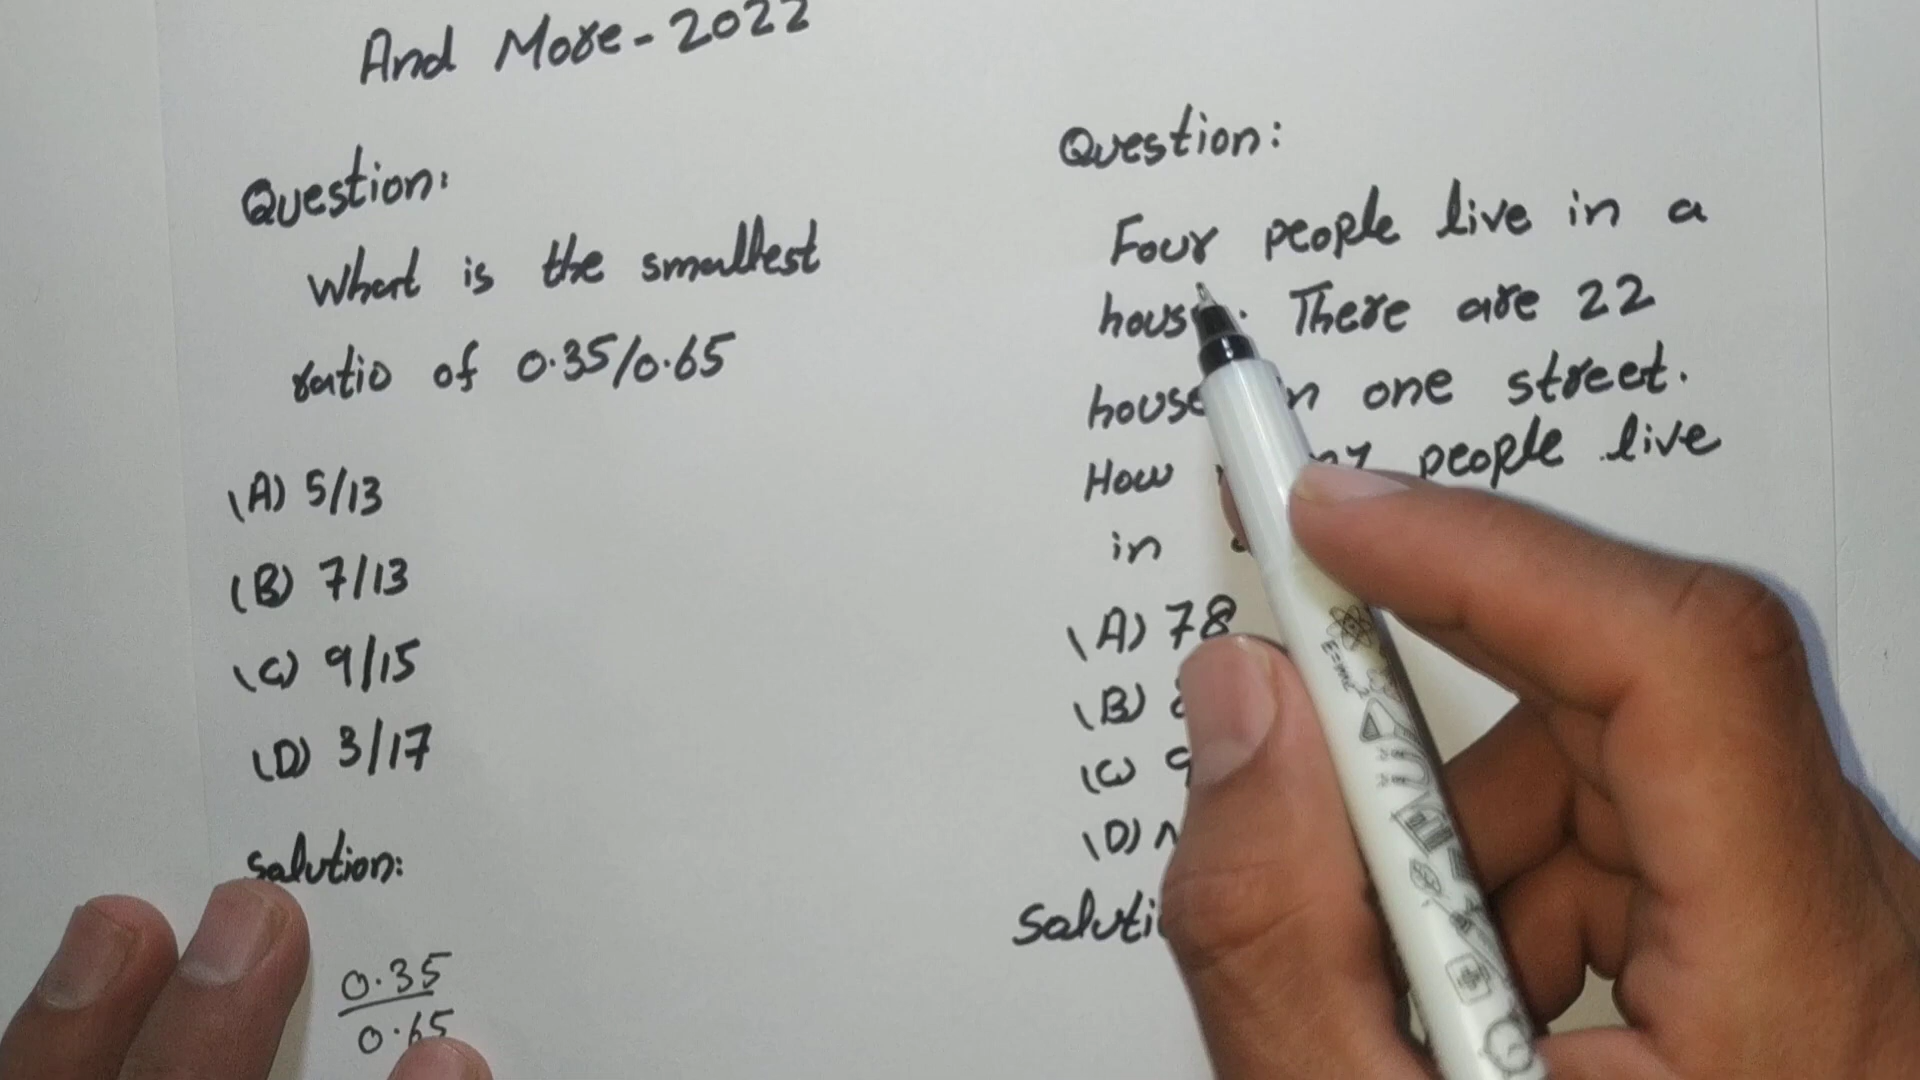 And More-2022
Question:
What is the smallest
ratio of 0.35/0.65
(A) 5/13
(B) 7/13
(C) 9/15
(D) 3/17
Solution:
0.35
0.65
Question:
Four people live in a
There are 22
one street.
How people live
in
(A) 78
(B)
(C)
(D)
E=mc²